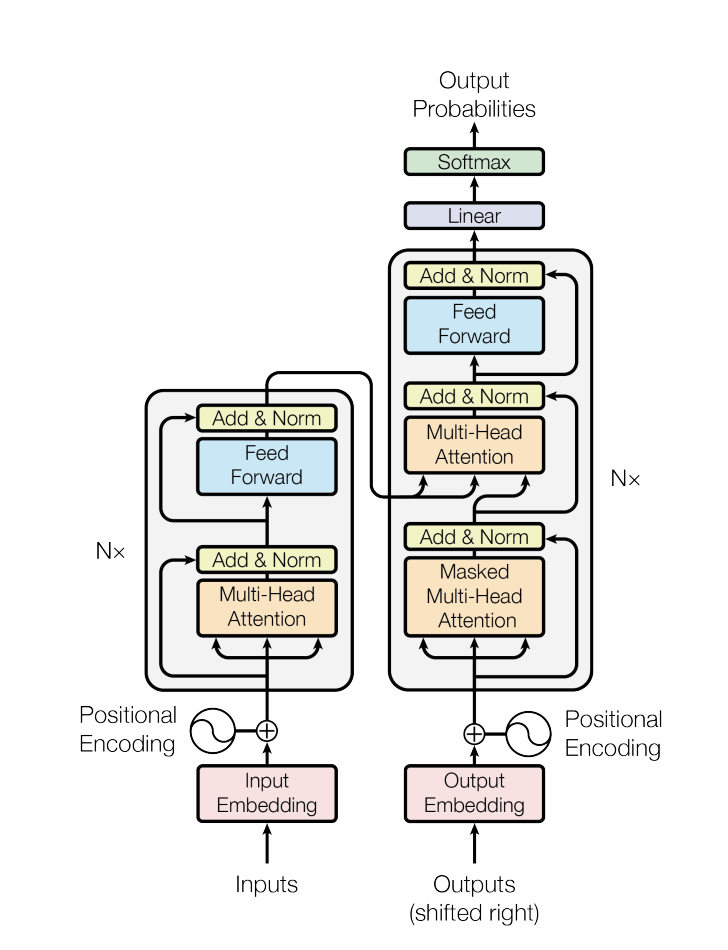 Output
Probabilities
Softmax
Linear
Add & Norm
Feed
Forward
Add & Norm
Multi-Head
Attention
Add & Norm
Masked
Multi-Head
Attention
N×
Add & Norm
Feed
Forward
Add & Norm
Multi-Head
Attention
N×
Positional
Encoding
Positional
Encoding
Input
Embedding
Output
Embedding
Inputs
Outputs
(shifted right)